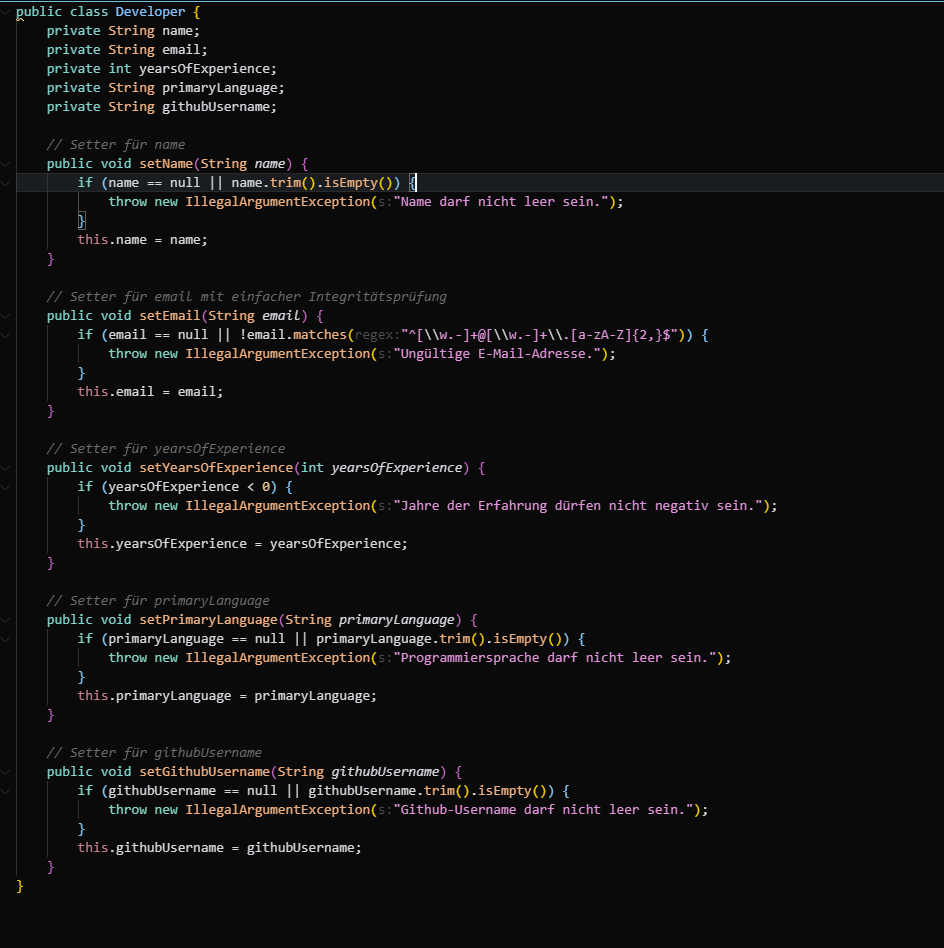 public class Developer {
    private String name;
    private String email;
    private int yearsOfExperience;
    private String primaryLanguage;
    private String githubUsername;

    // Setter für name
    public void setName(String name) {
        if (name == null || name.trim().isEmpty()) {
            throw new IllegalArgumentException(s:"Name darf nicht leer sein.");
        }
        this.name = name;
    }

    // Setter für email mit einfacher Integritätsprüfung
    public void setEmail(String email) {
        if (email == null || !email.matches(regex:"^[\\w.-]+@[\\w.-]+\\.[a-zA-Z]{2,}$")) {
            throw new IllegalArgumentException(s:"Ungültige E-Mail-Adresse.");
        }
        this.email = email;
    }

    // Setter für yearsOfExperience
    public void setYearsOfExperience(int yearsOfExperience) {
        if (yearsOfExperience < 0) {
            throw new IllegalArgumentException(s:"Jahre der Erfahrung dürfen nicht negativ sein.");
        }
        this.yearsOfExperience = yearsOfExperience;
    }

    // Setter für primaryLanguage
    public void setPrimaryLanguage(String primaryLanguage) {
        if (primaryLanguage == null || primaryLanguage.trim().isEmpty()) {
            throw new IllegalArgumentException(s:"Programmiersprache darf nicht leer sein.");
        }
        this.primaryLanguage = primaryLanguage;
    }

    // Setter für githubUsername
    public void setGithubUsername(String githubUsername) {
        if (githubUsername == null || githubUsername.trim().isEmpty()) {
            throw new IllegalArgumentException(s:"Github-Username darf nicht leer sein.");
        }
        this.githubUsername = githubUsername;
    }
}